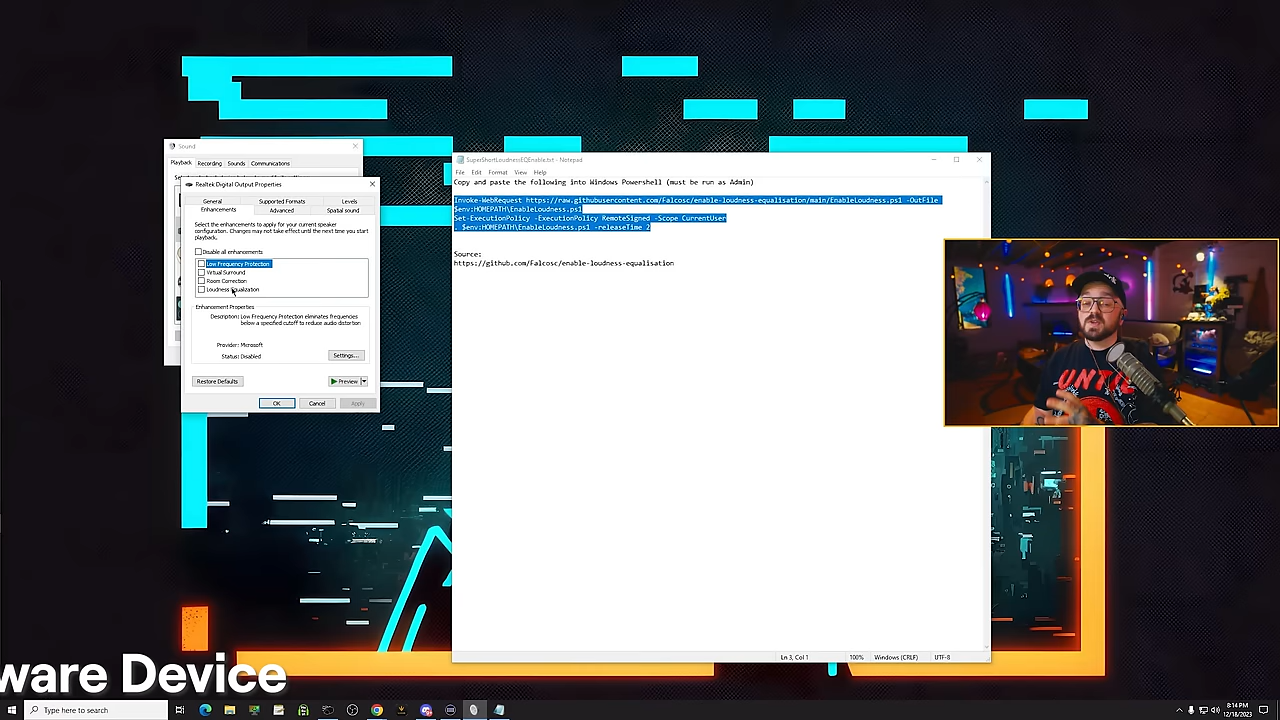 Sound
Playback Recording Sounds Communications
Realtek Digital Output Properties
General Supported Formats Levels
Enhancements Advanced Spatial sound
Select the enhancements to apply for your current speaker
configuration. Changes may not take effect until the next time you start
playback.
Disable all enhancements
Low Frequency Protection
Virtual Surround
Room Correction
Loudness Equalization
Enhancement Properties
Description: Low Frequency Protection eliminates frequencies
below a specified cutoff to reduce audio distortion
Provider: Microsoft
Status: Disabled
Settings...
Restore Defaults
Preview
OK Cancel Apply
SuperShortLoudnessEQEnable.txt - Notepad
File Edit Format View Help
Copy and paste the following into Windows Powershell (must be run as Admin)
Invoke-WebRequest https://raw.githubusercontent.com/Falcosc/enable-loudness-equalisation/main/EnableLoudness.ps1 -OutFile
$env:HOMEPATH\EnableLoudness.ps1
Set-ExecutionPolicy -ExecutionPolicy RemoteSigned -Scope CurrentUser
. $env:HOMEPATH\EnableLoudness.ps1 -releaseTime 2
Source:
https://github.com/Falcosc/enable-loudness-equalisation
Ln 3, Col 1 100% Windows (CRLF) UTF-8
UNTI
ware Device
Type here to search
8:14 PM
12/18/2023